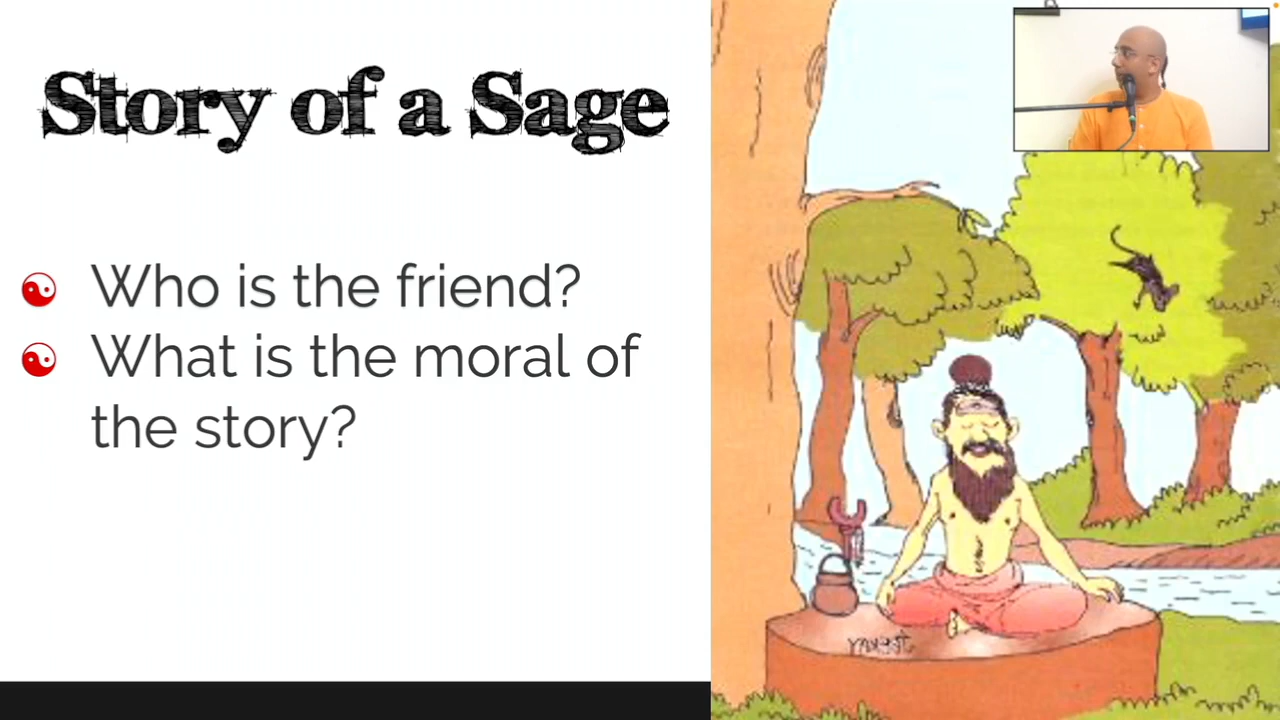 Story of a Sage
Who is the friend?
What is the moral of
the story?